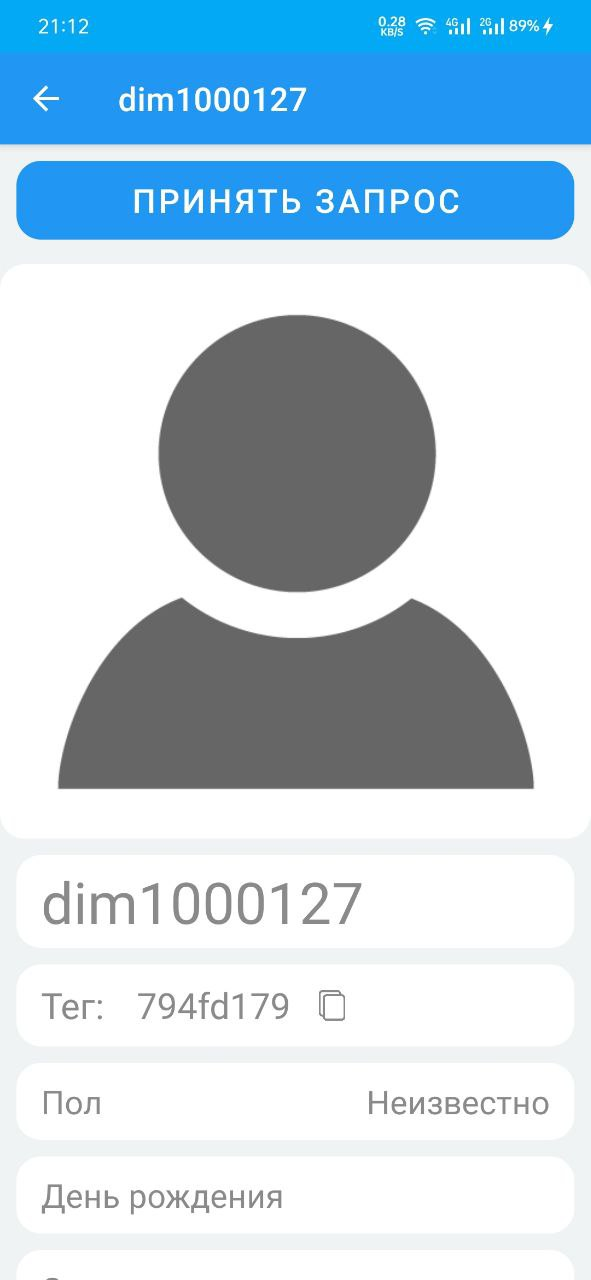 21:12
0.28 KB/S 4G 2G 89%
dim1000127
ПРИНЯТЬ ЗАПРОС
dim1000127
Тег: 794fd179
Пол Неизвестно
День рождения